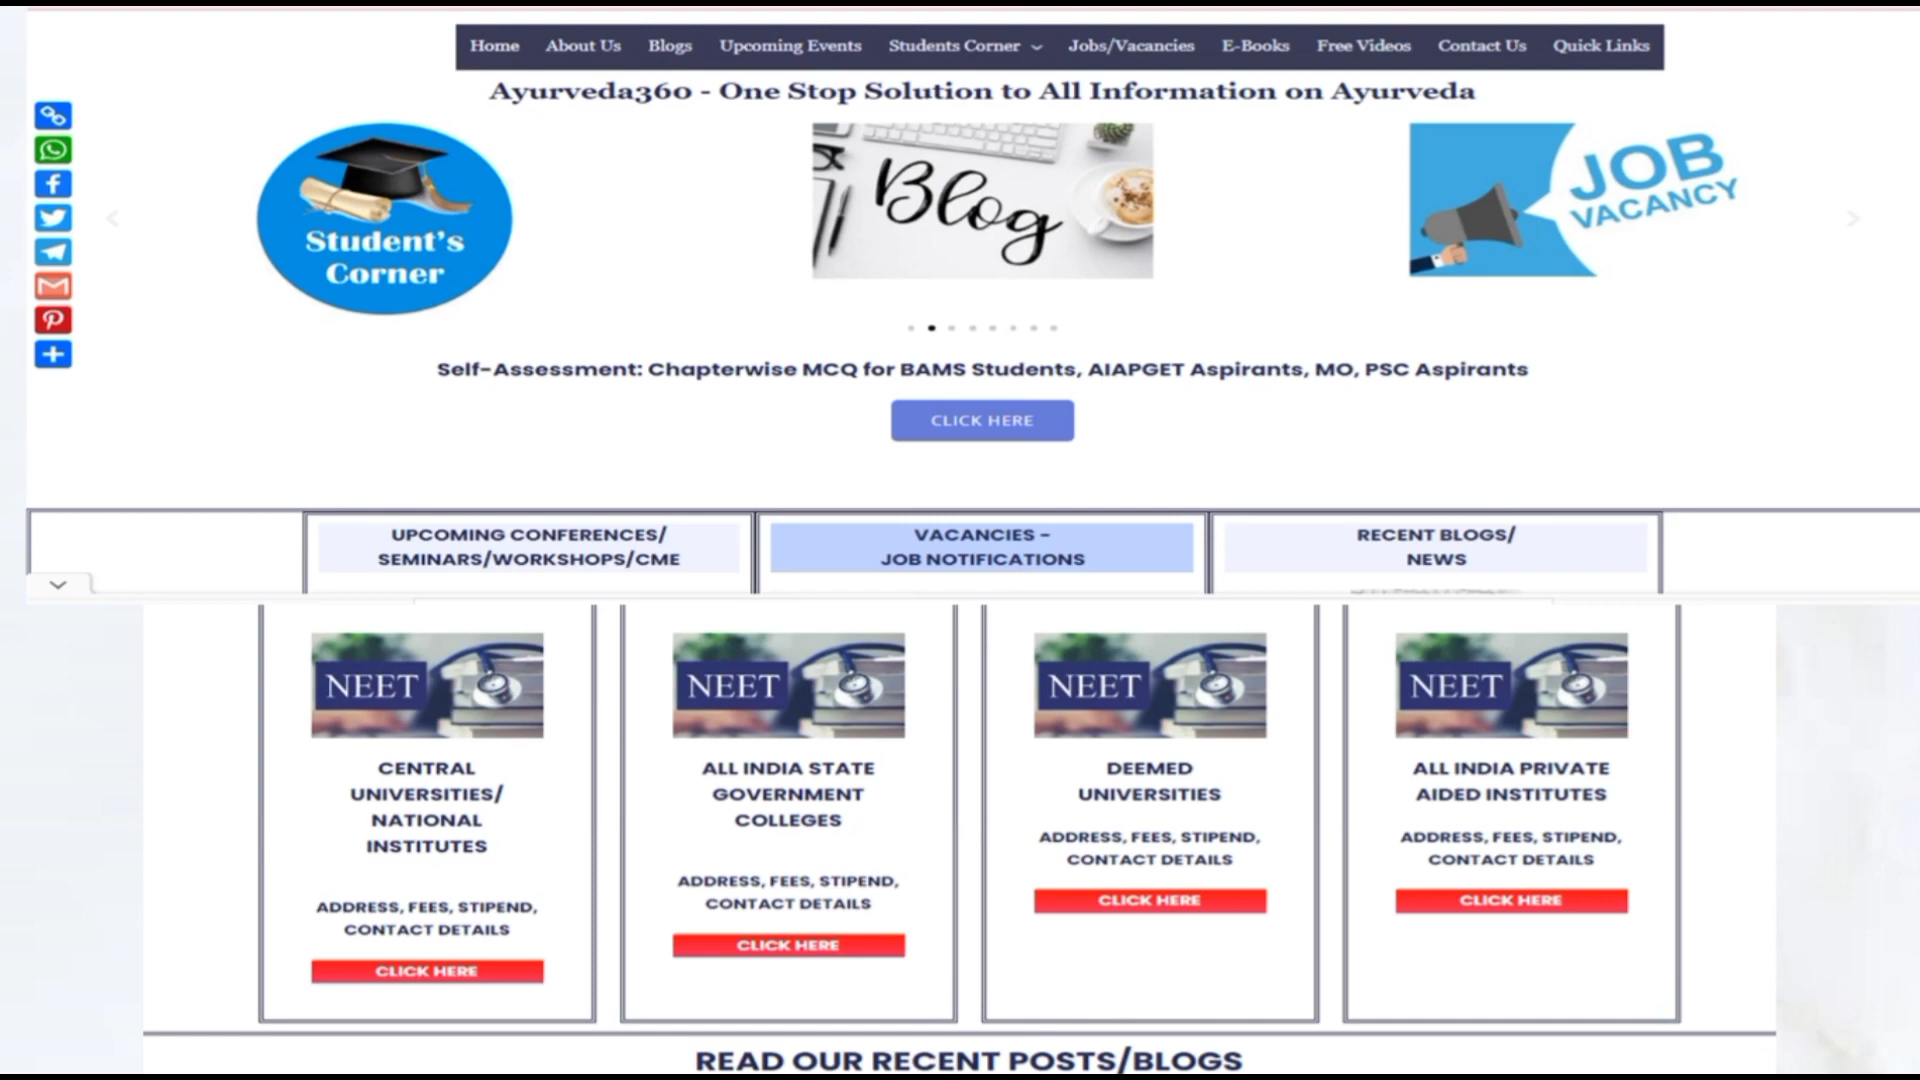 Home About Us Blogs Upcoming Events Students Corner Jobs/Vacancies E-Books Free Videos Contact Us Quick Links
Ayurveda360 - One Stop Solution to All Information on Ayurveda
Student's
Corner
Blog
JOB
VACANCY
Self-Assessment: Chapterwise MCQ for BAMS Students, AIAPGET Aspirants, MO, PSC Aspirants
CLICK HERE
UPCOMING CONFERENCES/
SEMINARS/WORKSHOPS/CME
VACANCIES -
JOB NOTIFICATIONS
RECENT BLOGS/
NEWS
NEET
CENTRAL
UNIVERSITIES/
NATIONAL
INSTITUTES
ADDRESS, FEES, STIPEND,
CONTACT DETAILS
CLICK HERE
NEET
ALL INDIA STATE
GOVERNMENT
COLLEGES
ADDRESS, FEES, STIPEND,
CONTACT DETAILS
CLICK HERE
NEET
DEEMED
UNIVERSITIES
ADDRESS, FEES, STIPEND,
CONTACT DETAILS
CLICK HERE
NEET
ALL INDIA PRIVATE
AIDED INSTITUTES
ADDRESS, FEES, STIPEND,
CONTACT DETAILS
CLICK HERE
READ OUR RECENT POSTS/BLOGS